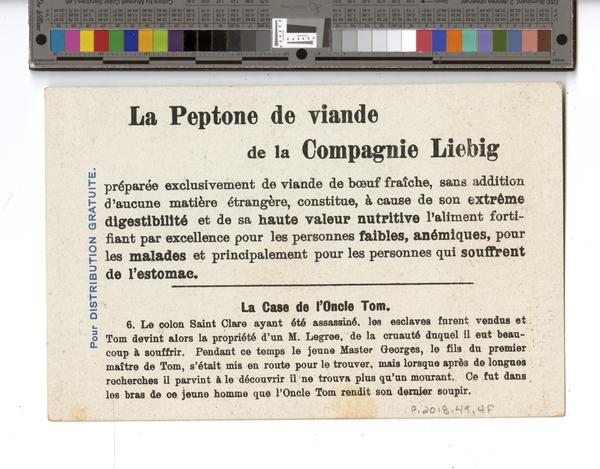 La Peptone de viande
de la Compagnie Liebig
préparée exclusivement de viande de bœuf fraîche, sans addition
d'aucune matière étrangère, constitue, à cause de son extrême
digestibilité et de sa haute valeur nutritive l'aliment forti-
fiant par excellence pour les personnes faibles, anémiques, pour
les malades et principalement pour les personnes qui souffrent
de l'estomac.
Pour DISTRIBUTION GRATUITE.
La Case de l'Oncle Tom.
6. Le colon Saint Clare ayant été assassiné, les esclaves furent vendus et
Tom devint alors la propriété d'un M. Legree, de la cruauté duquel il eut beau-
coup à souffrir. Pendant ce temps le jeune Master Georges, le fils du premier
maître de Tom, s'était mis en route pour le trouver, mais lorsque après de longues
recherches il parvint à le découvrir il ne trouva plus qu'un mourant. Ce fut dans
les bras de ce jeune homme que l'Oncle Tom rendit son dernier soupir.
P.2018.49.4F